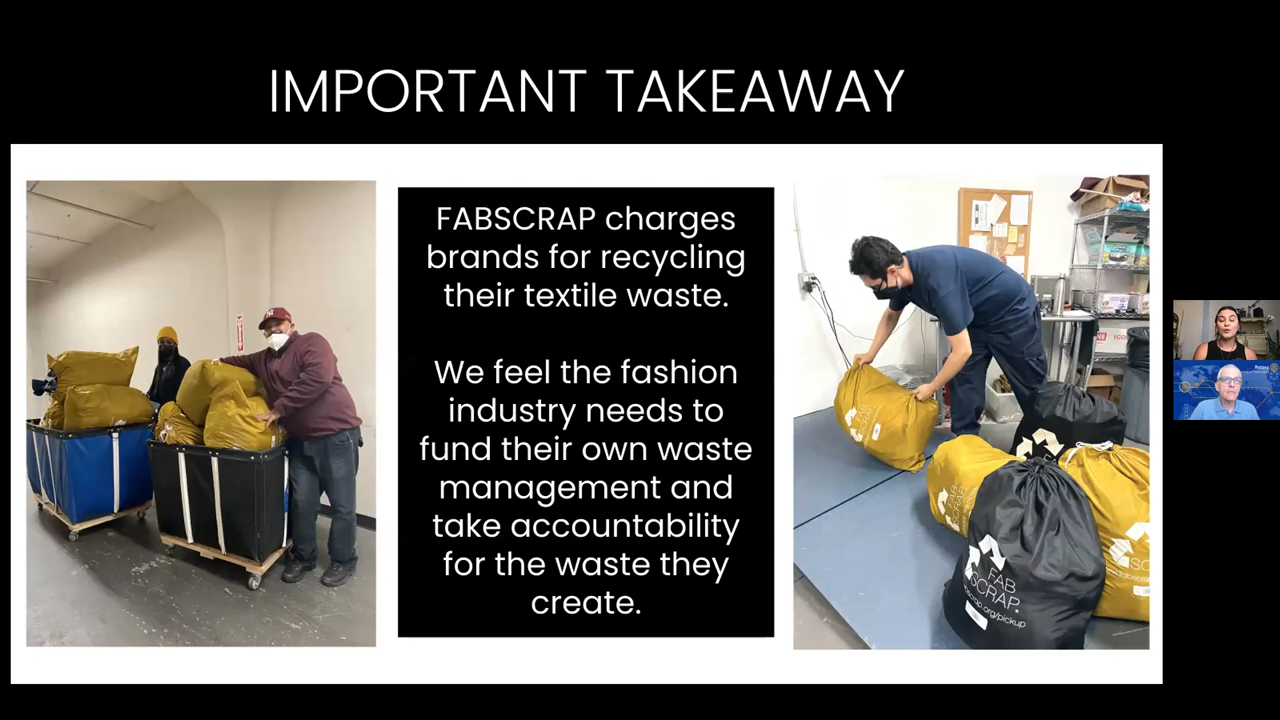 IMPORTANT TAKEAWAY
FABSCRAP charges
brands for recycling
their textile waste.
We feel the fashion
industry needs to
fund their own waste
management and
take accountability
for the waste they
create.
FAB
SCRAP.
fabscrap.org/pickup
Rotary